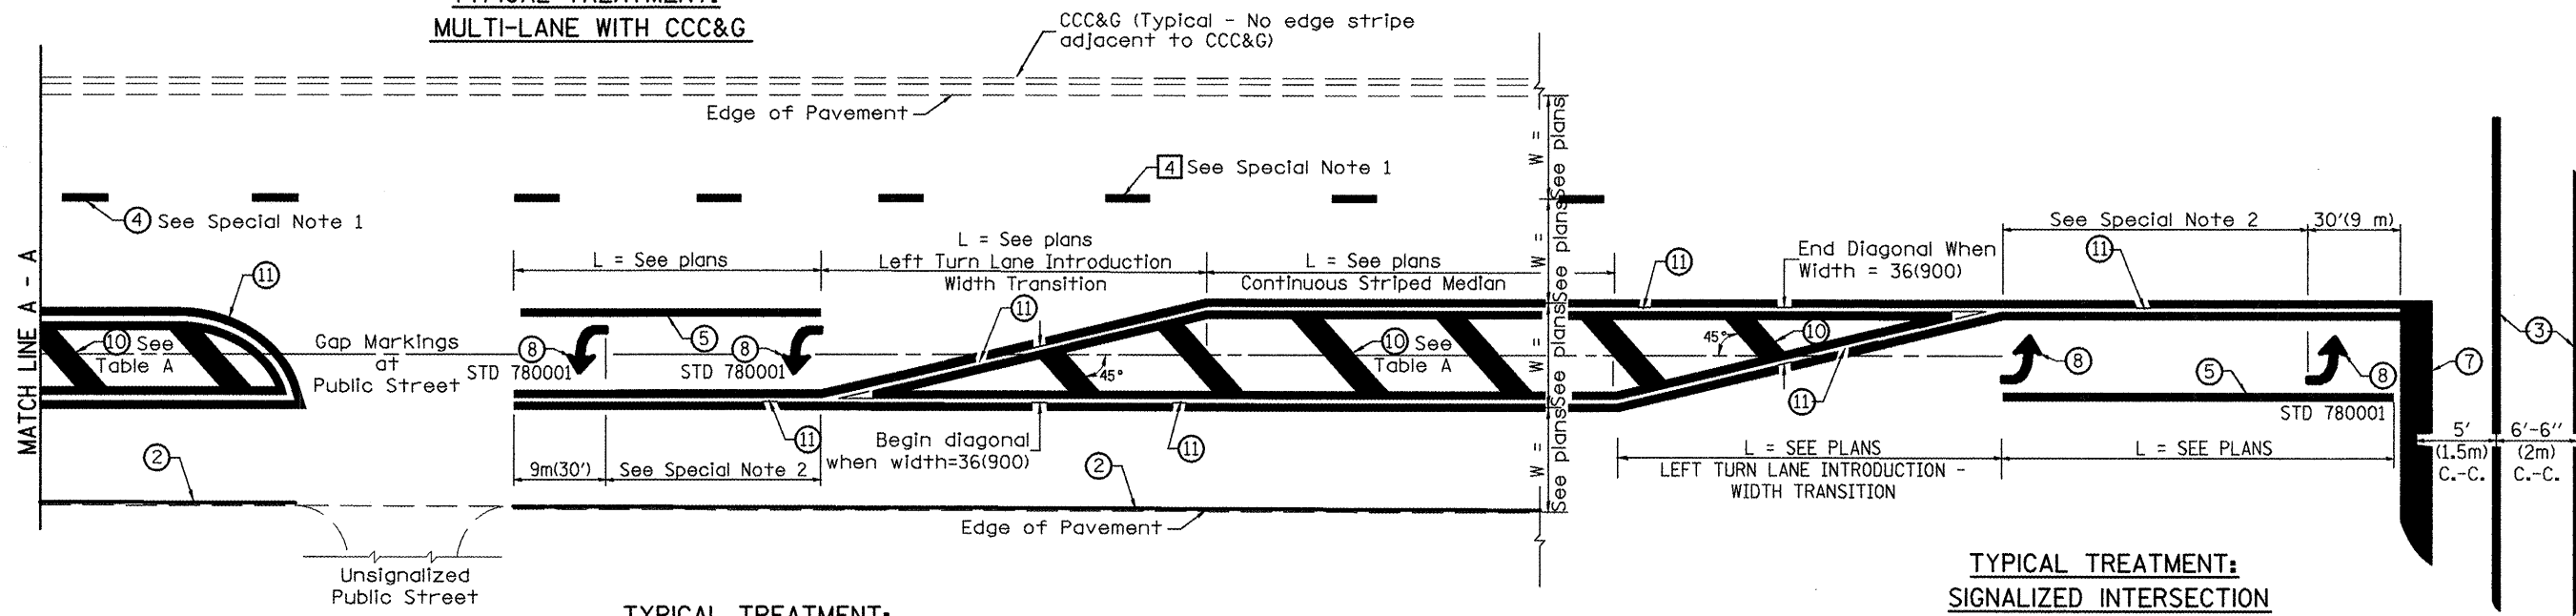 TYPICAL TREATMENT:
MULTI-LANE WITH CCC&G
CCC&G (Typical - No edge stripe
adjacent to CCC&G)
Edge of Pavement
4 See Special Note 1
4 See Special Note 1
MATCH LINE A - A
11
10 See
Table A
Gap Markings
at
Public Street
2
Unsignalized
Public Street
L = See plans
5
8
8
STD 780001
STD 780001
11
9m(30')
See Special Note 2
L = See plans
Left Turn Lane Introduction
Width Transition
11
45°
Begin diagonal
when width=36(900)
11
2
Edge of Pavement
L = See plans
Continuous Striped Median
10 See
Table A
W =
See plans
W =
See plans
W =
See plans
W =
See plans
11
End Diagonal When
Width = 36(900)
45°
10
11
See Special Note 2
30'(9 m)
11
8
8
5
STD 780001
7
3
L = SEE PLANS
LEFT TURN LANE INTRODUCTION -
WIDTH TRANSITION
L = SEE PLANS
5'
(1.5m)
C.-C.
6'-6"
(2m)
C.-C.
TYPICAL TREATMENT:
SIGNALIZED INTERSECTION
TYPICAL TREATMENT: